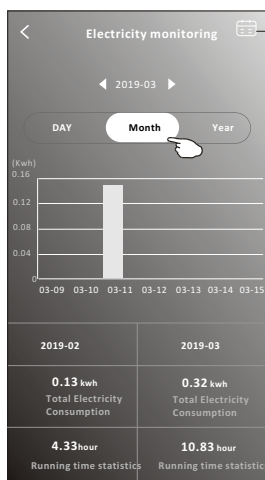 Electricity monitoring
2019-03
DAY Month Year
(Kwh)
0.16
0.12
0.08
0.04
0
03-09 03-10 03-11 03-12 03-13 03-14 03-15
2019-02 2019-03
0.13 kwh 0.32 kwh
Total Electricity Total Electricity
Consumption Consumption
4.33hour 10.83 hour
Running time statistics Running time statistic